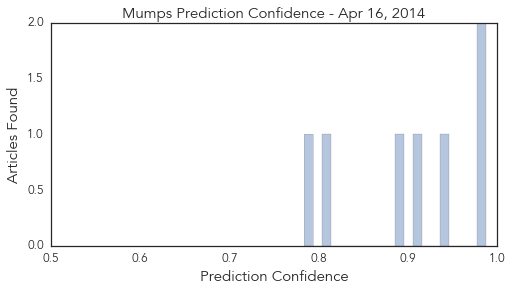 Mumps Prediction Confidence - Apr 16, 2014
2.0
1.5
1.0
0.5
0.0
Articles Found
0.5 0.6 0.7 0.8 0.9 1.0
Prediction Confidence